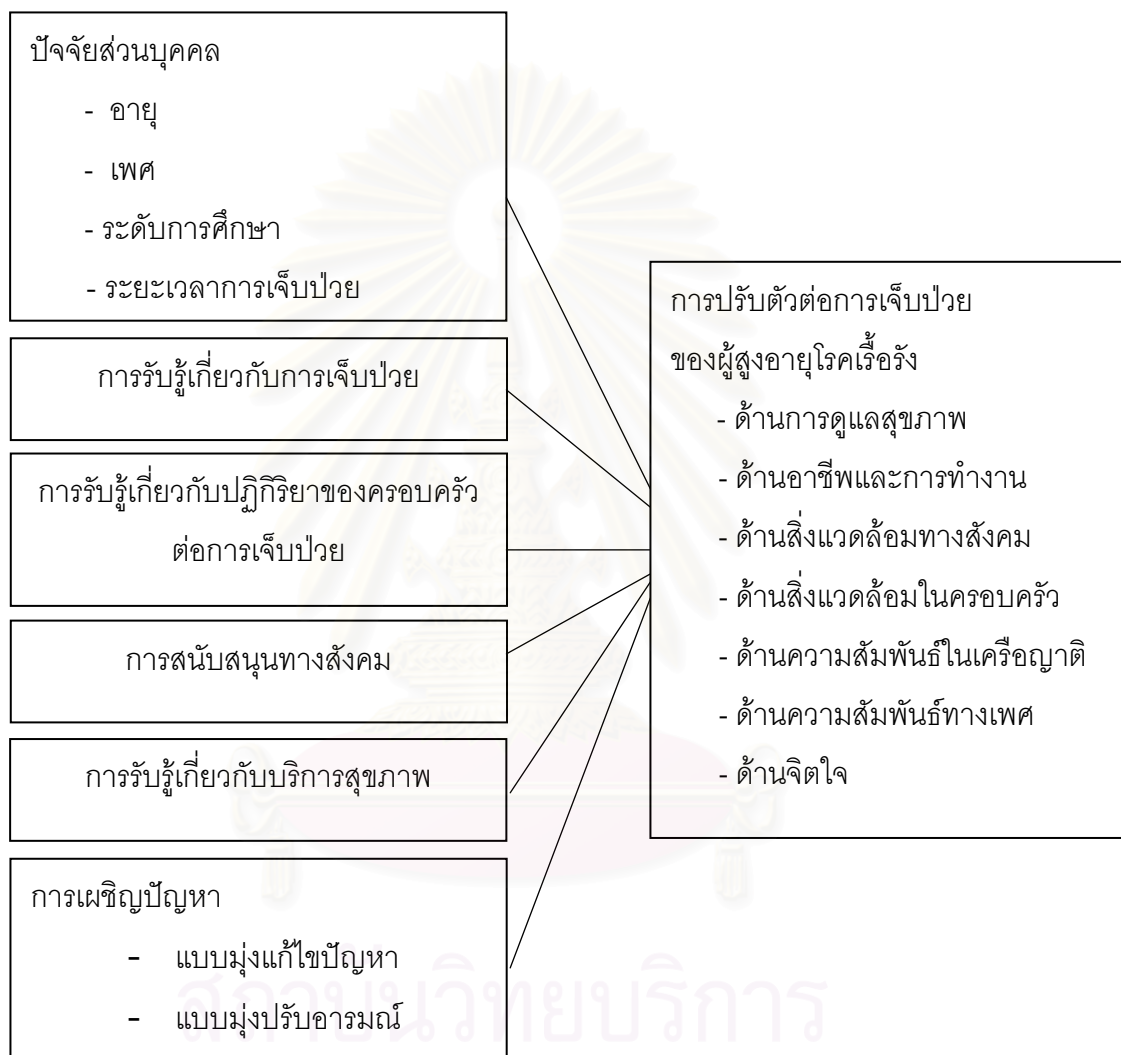 ปัจจัยส่วนบุคคล
- อายุ
- เพศ
- ระดับการศึกษา
- ระยะเวลาการเจ็บป่วย
การรับรู้เกี่ยวกับการเจ็บป่วย
การรับรู้เกี่ยวกับปฏิกิริยาของครอบครัว
ต่อการเจ็บป่วย
การสนับสนุนทางสังคม
การรับรู้เกี่ยวกับบริการสุขภาพ
การเผชิญปัญหา
- แบบมุ่งแก้ไขปัญหา
- แบบมุ่งปรับอารมณ์
การปรับตัวต่อการเจ็บป่วย
ของผู้สูงอายุโรคเรื้อรัง
- ด้านการดูแลสุขภาพ
- ด้านอาชีพและการทำงาน
- ด้านสิ่งแวดล้อมทางสังคม
- ด้านสิ่งแวดล้อมในครอบครัว
- ด้านความสัมพันธ์ในเครือญาติ
- ด้านความสัมพันธ์ทางเพศ
- ด้านจิตใจ
สถาบันวิทยบริการ